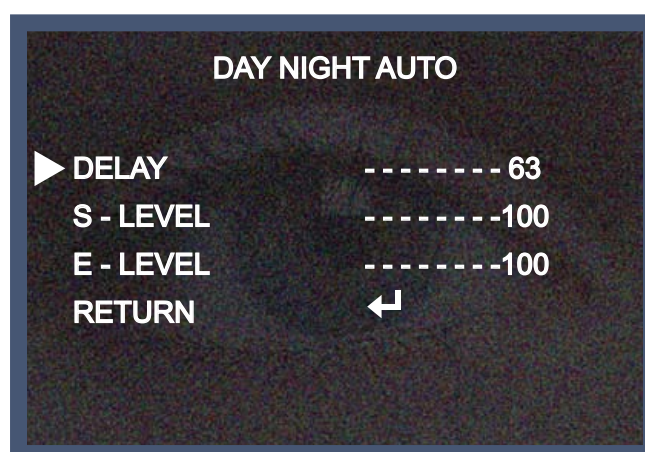 DAY NIGHT AUTO
DELAY - - - - - - - - 63
S - LEVEL - - - - - - - -100
E - LEVEL - - - - - - - -100
RETURN ↵